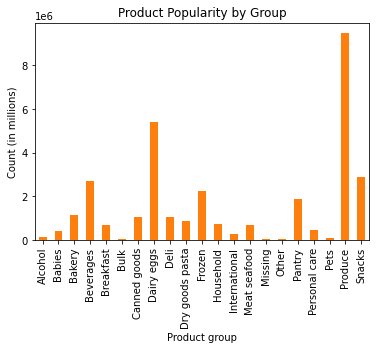 Product Popularity by Group
1e6
Count (in millions)
8
6
4
2
0
Alcohol
Babies
Bakery
Beverages
Breakfast
Bulk
Canned goods
Dairy eggs
Deli
Dry goods pasta
Frozen
Household
International
Meat seafood
Missing
Other
Pantry
Personal care
Pets
Produce
Snacks
Product group